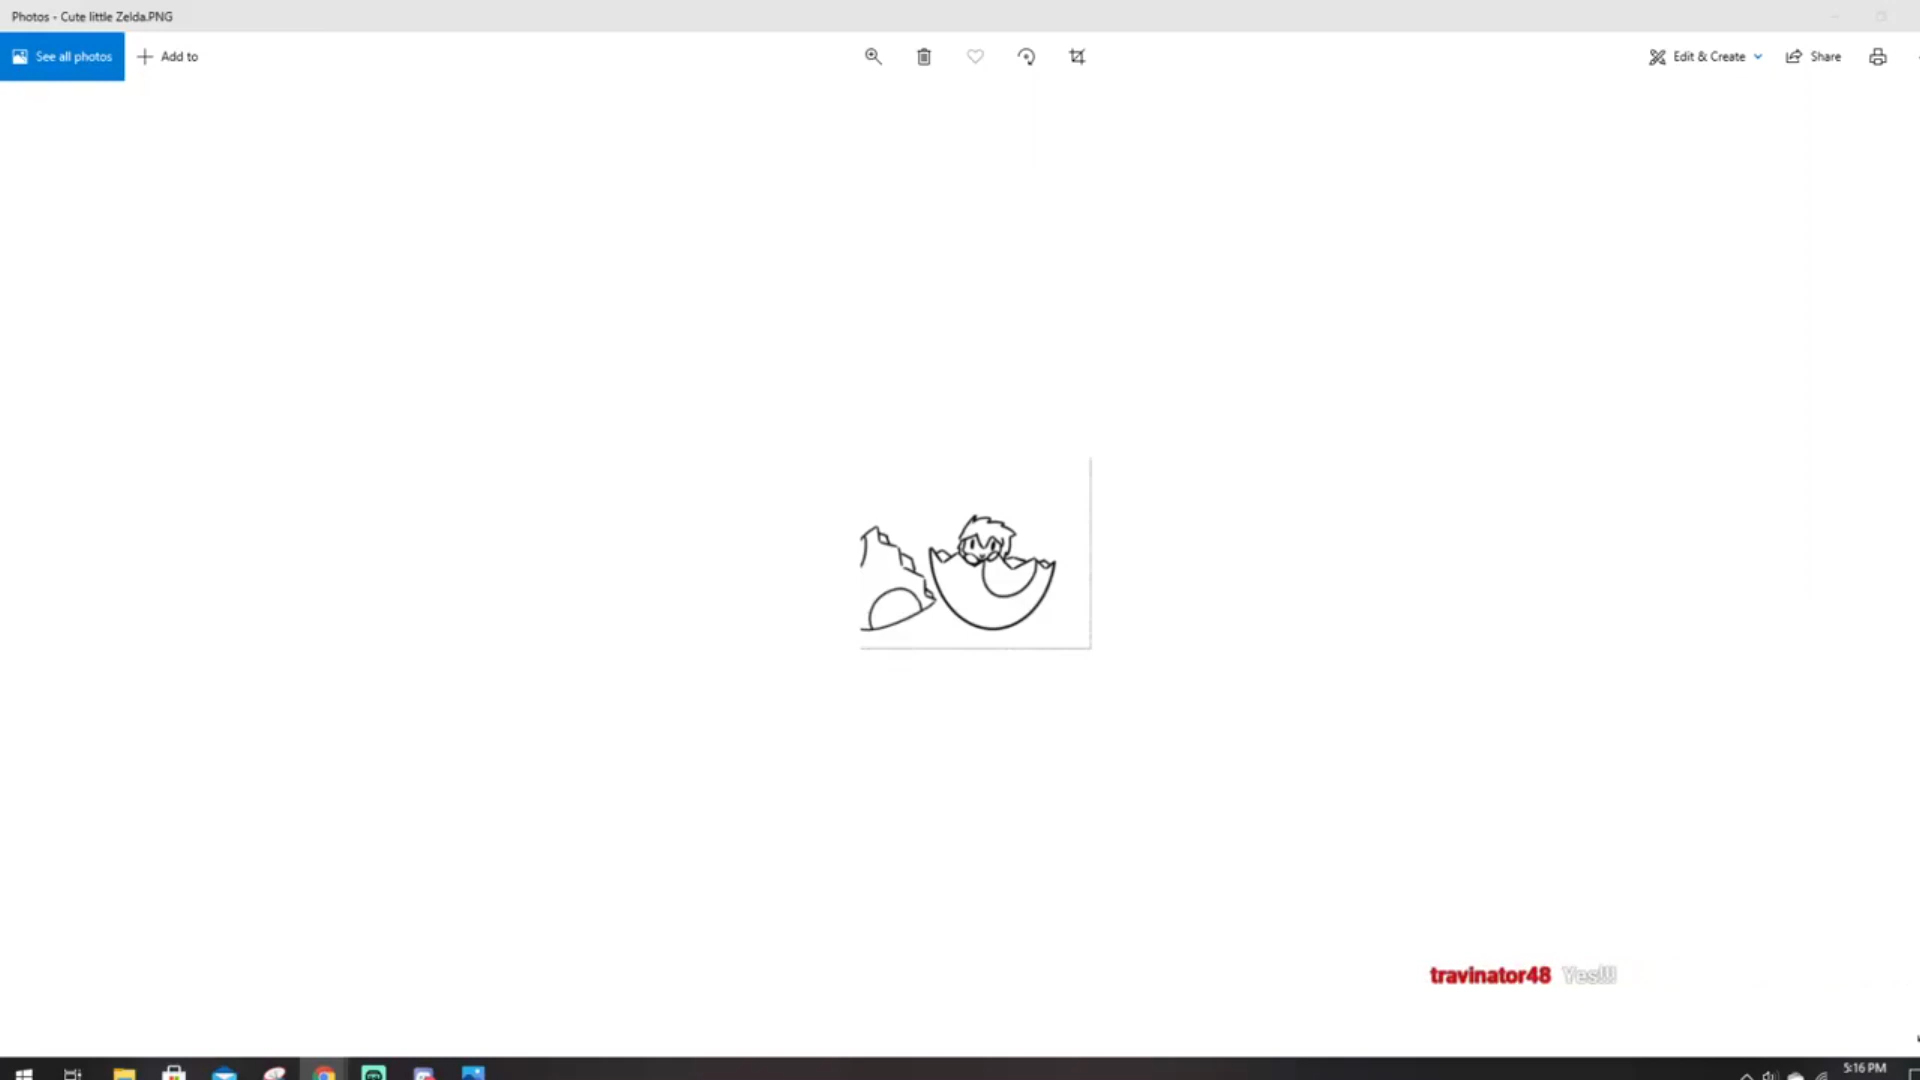 Photos - Cute little Zelda.PNG
See all photos
Add to
Edit & Create
Share
travinator48 Yes!!!
5:16 PM